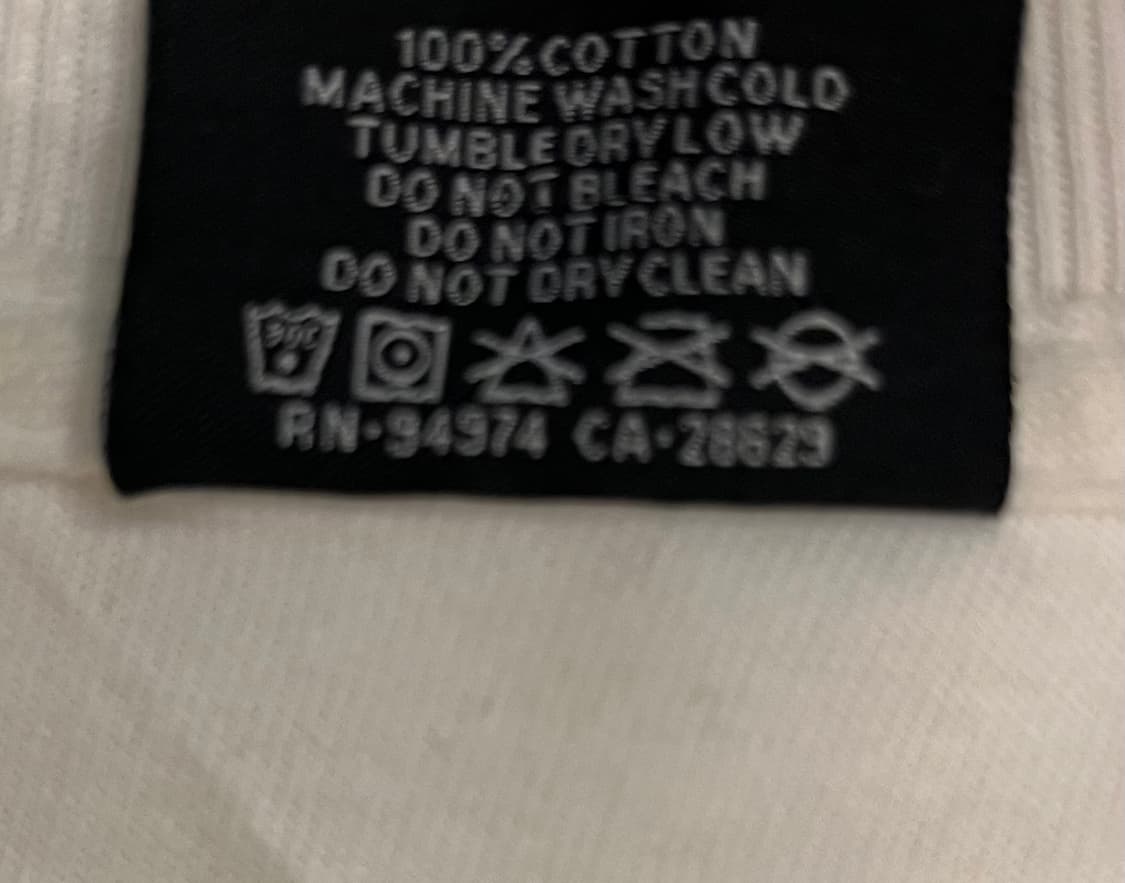 100% COTTON
MACHINE WASH COLD
TUMBLE DRY LOW
DO NOT BLEACH
DO NOT IRON
DO NOT DRY CLEAN
30C
RN•94974 CA•28629